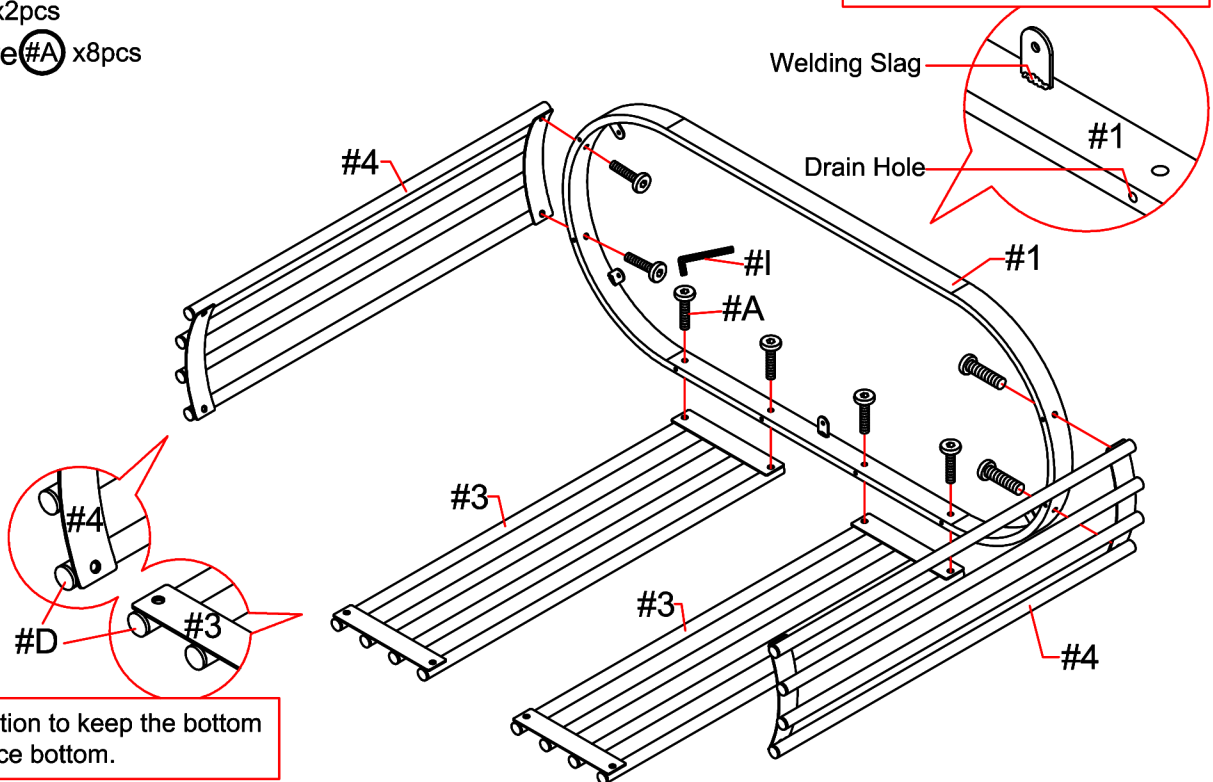 x2pcs
#A x8pcs
Welding Slag
#1
Drain Hole
#4
#I
#1
#A
#3
#4
#3
#D
#3
#4
tion to keep the bottom
bottom.